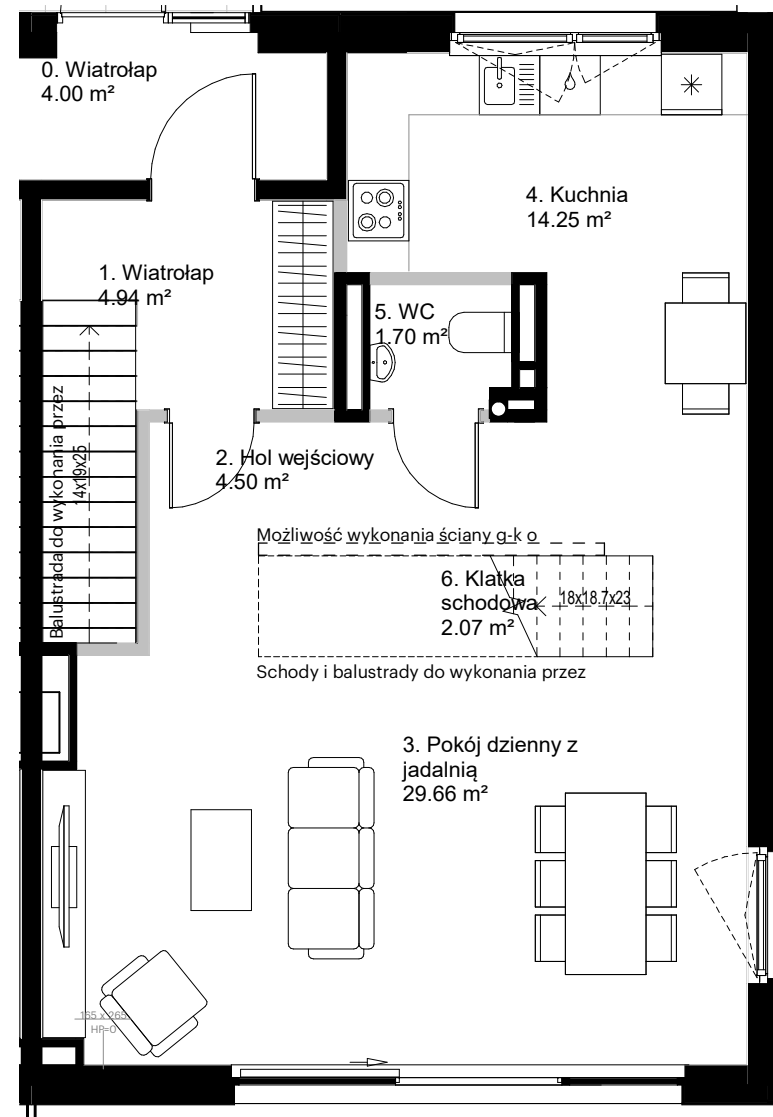 0. Wiatrołap
4.00 m²
4. Kuchnia
14.25 m²
1. Wiatrołap
4.94 m²
5. WC
1.70 m²
Balustrada do wykonania przez
14x19x25
2. Hol wejściowy
4.50 m²
Możliwość wykonania ściany g-k o
6. Klatka
schodowa
2.07 m²
18x18.7x23
Schody i balustrady do wykonania przez
3. Pokój dzienny z
jadalnią
29.66 m²
165 x 265
HP=0